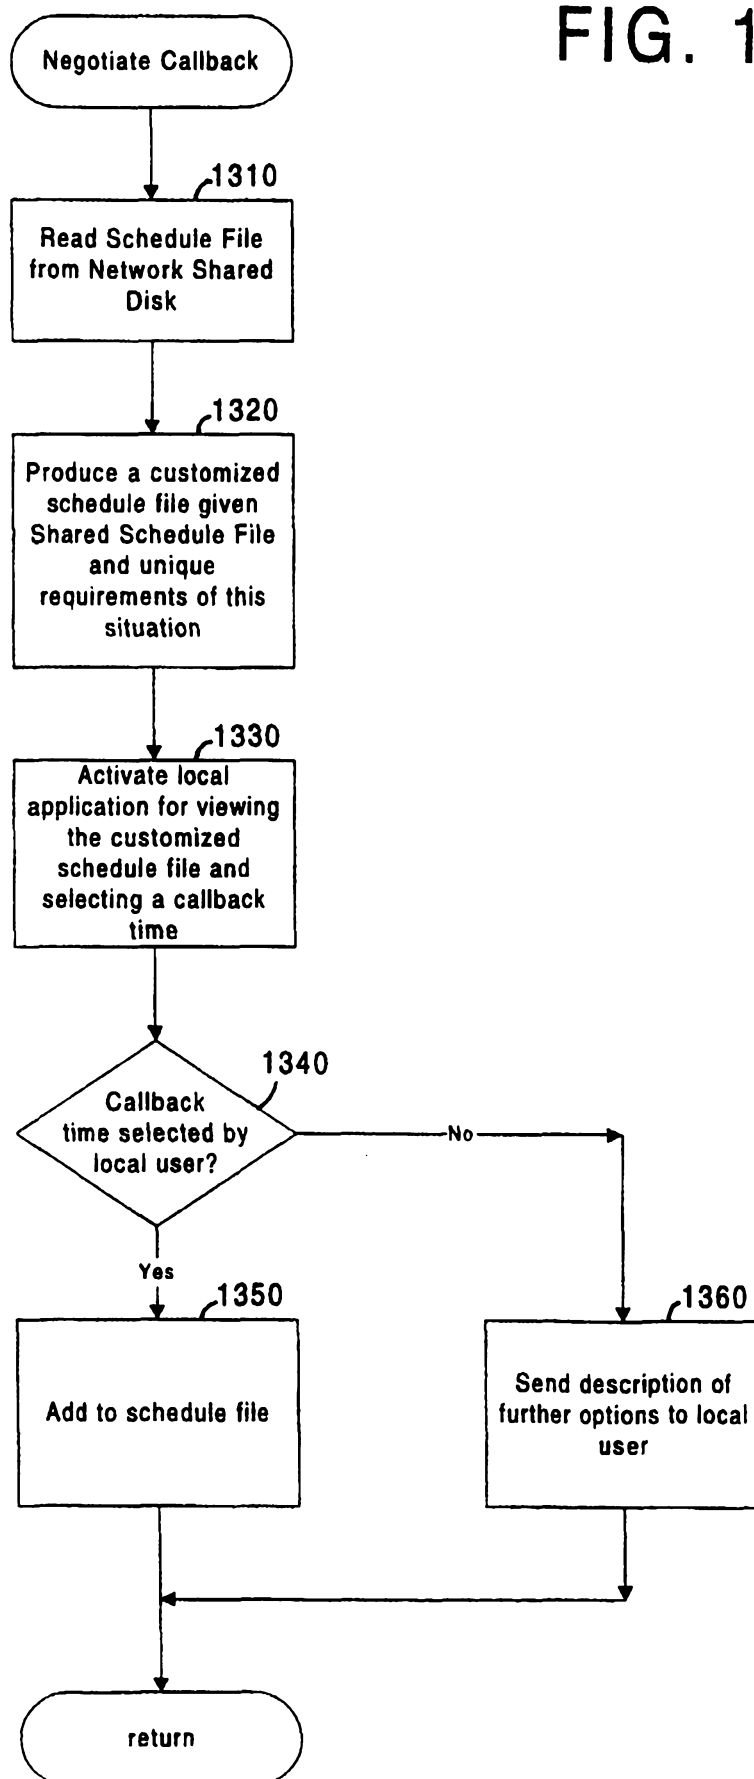 FIG. 1
Negotiate Callback
1310
Read Schedule File
from Network Shared
Disk
1320
Produce a customized
schedule file given
Shared Schedule File
and unique
requirements of this
situation
1330
Activate local
application for viewing
the customized
schedule file and
selecting a callback
time
1340
Callback
time selected by
local user?
No
Yes
1350
Add to schedule file
1360
Send description of
further options to local
user
return